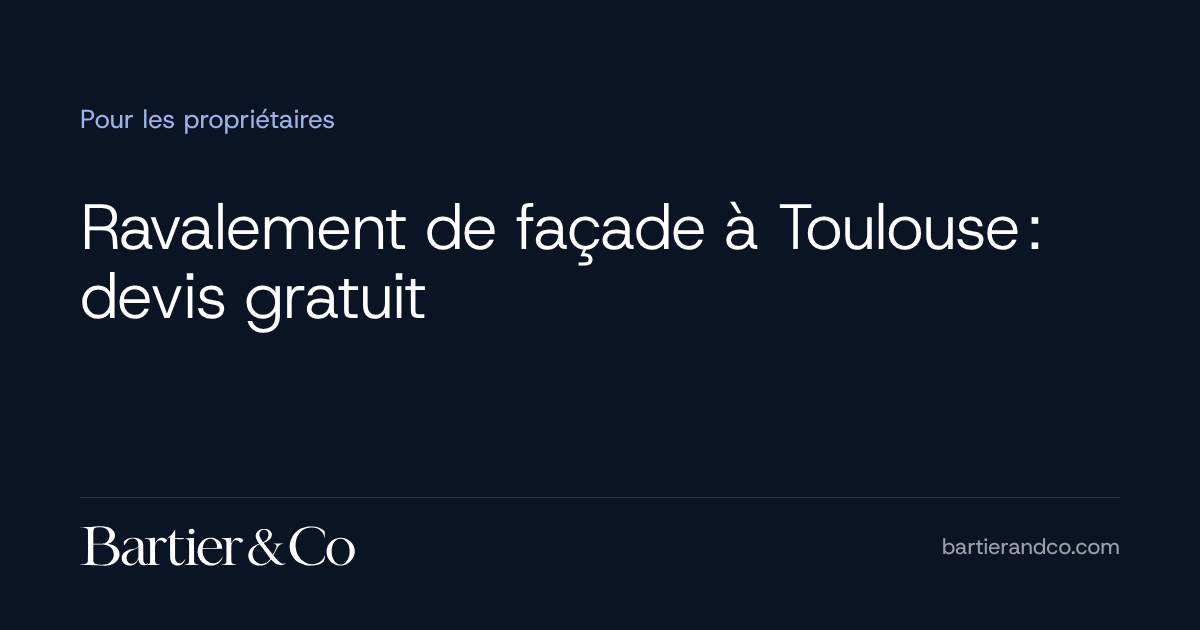 Pour les propriétaires
Ravalement de façade à Toulouse :
devis gratuit
Bartier & Co
bartierandco.com